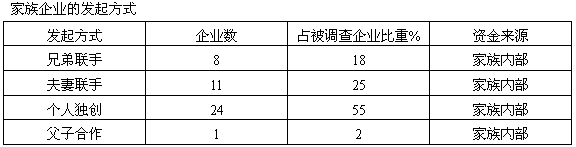 家族企业的发起方式
发起方式 企业数 占被调查企业比重% 资金来源
兄弟联手 8 18 家族内部
夫妻联手 11 25 家族内部
个人独创 24 55 家族内部
父子合作 1 2 家族内部